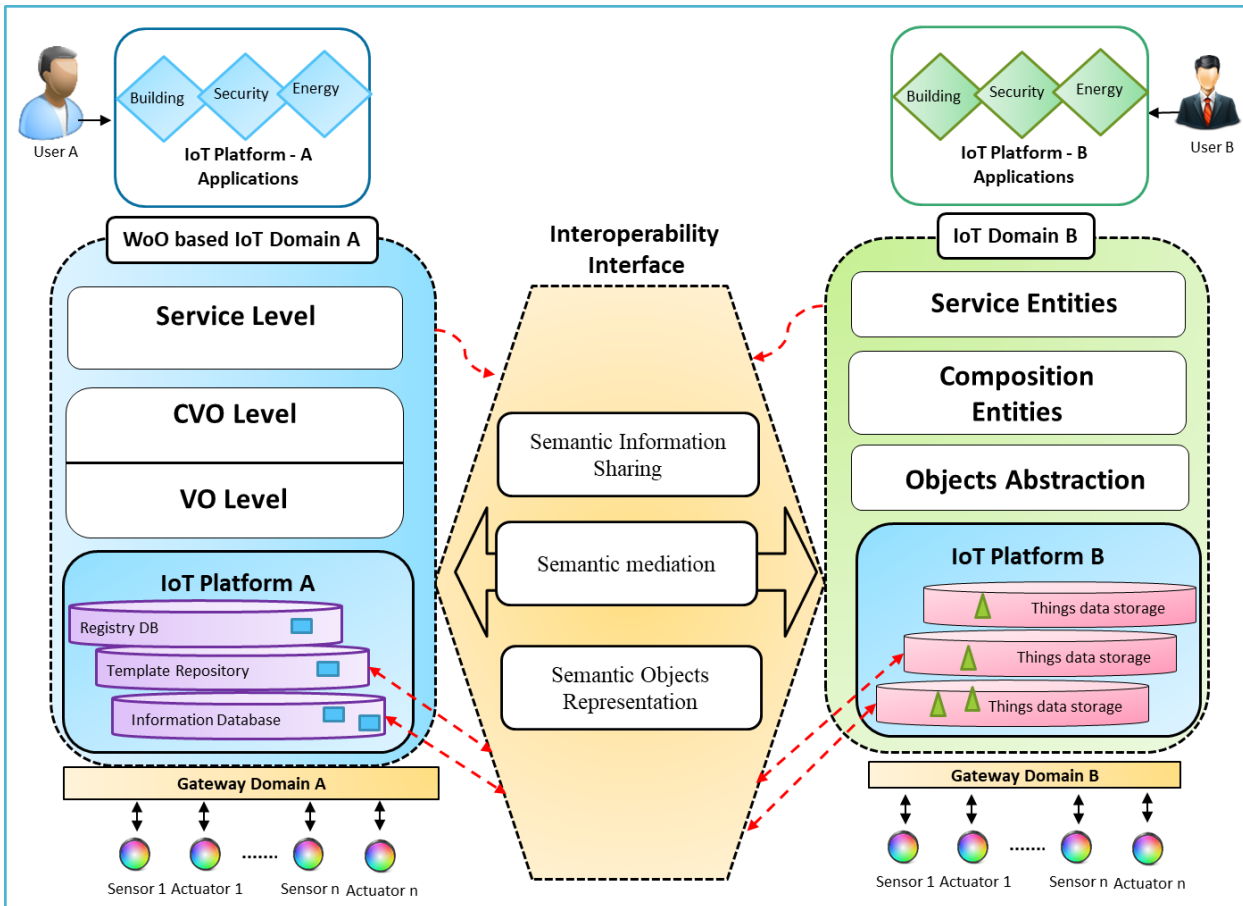 Building
Security
Energy
IoT Platform - A
Applications
User A
Building
Security
Energy
IoT Platform - B
Applications
User B
WoO based IoT Domain A
Service Level
CVO Level
VO Level
IoT Platform A
Registry DB
Template Repository
Information Database
Gateway Domain A
Sensor 1
Actuator 1
.......
Sensor n
Actuator n
Interoperability
Interface
Semantic Information
Sharing
Semantic mediation
Semantic Objects
Representation
IoT Domain B
Service Entities
Composition
Entities
Objects Abstraction
IoT Platform B
Things data storage
Things data storage
Things data storage
Gateway Domain B
Sensor 1
Actuator 1
.......
Sensor n
Actuator n